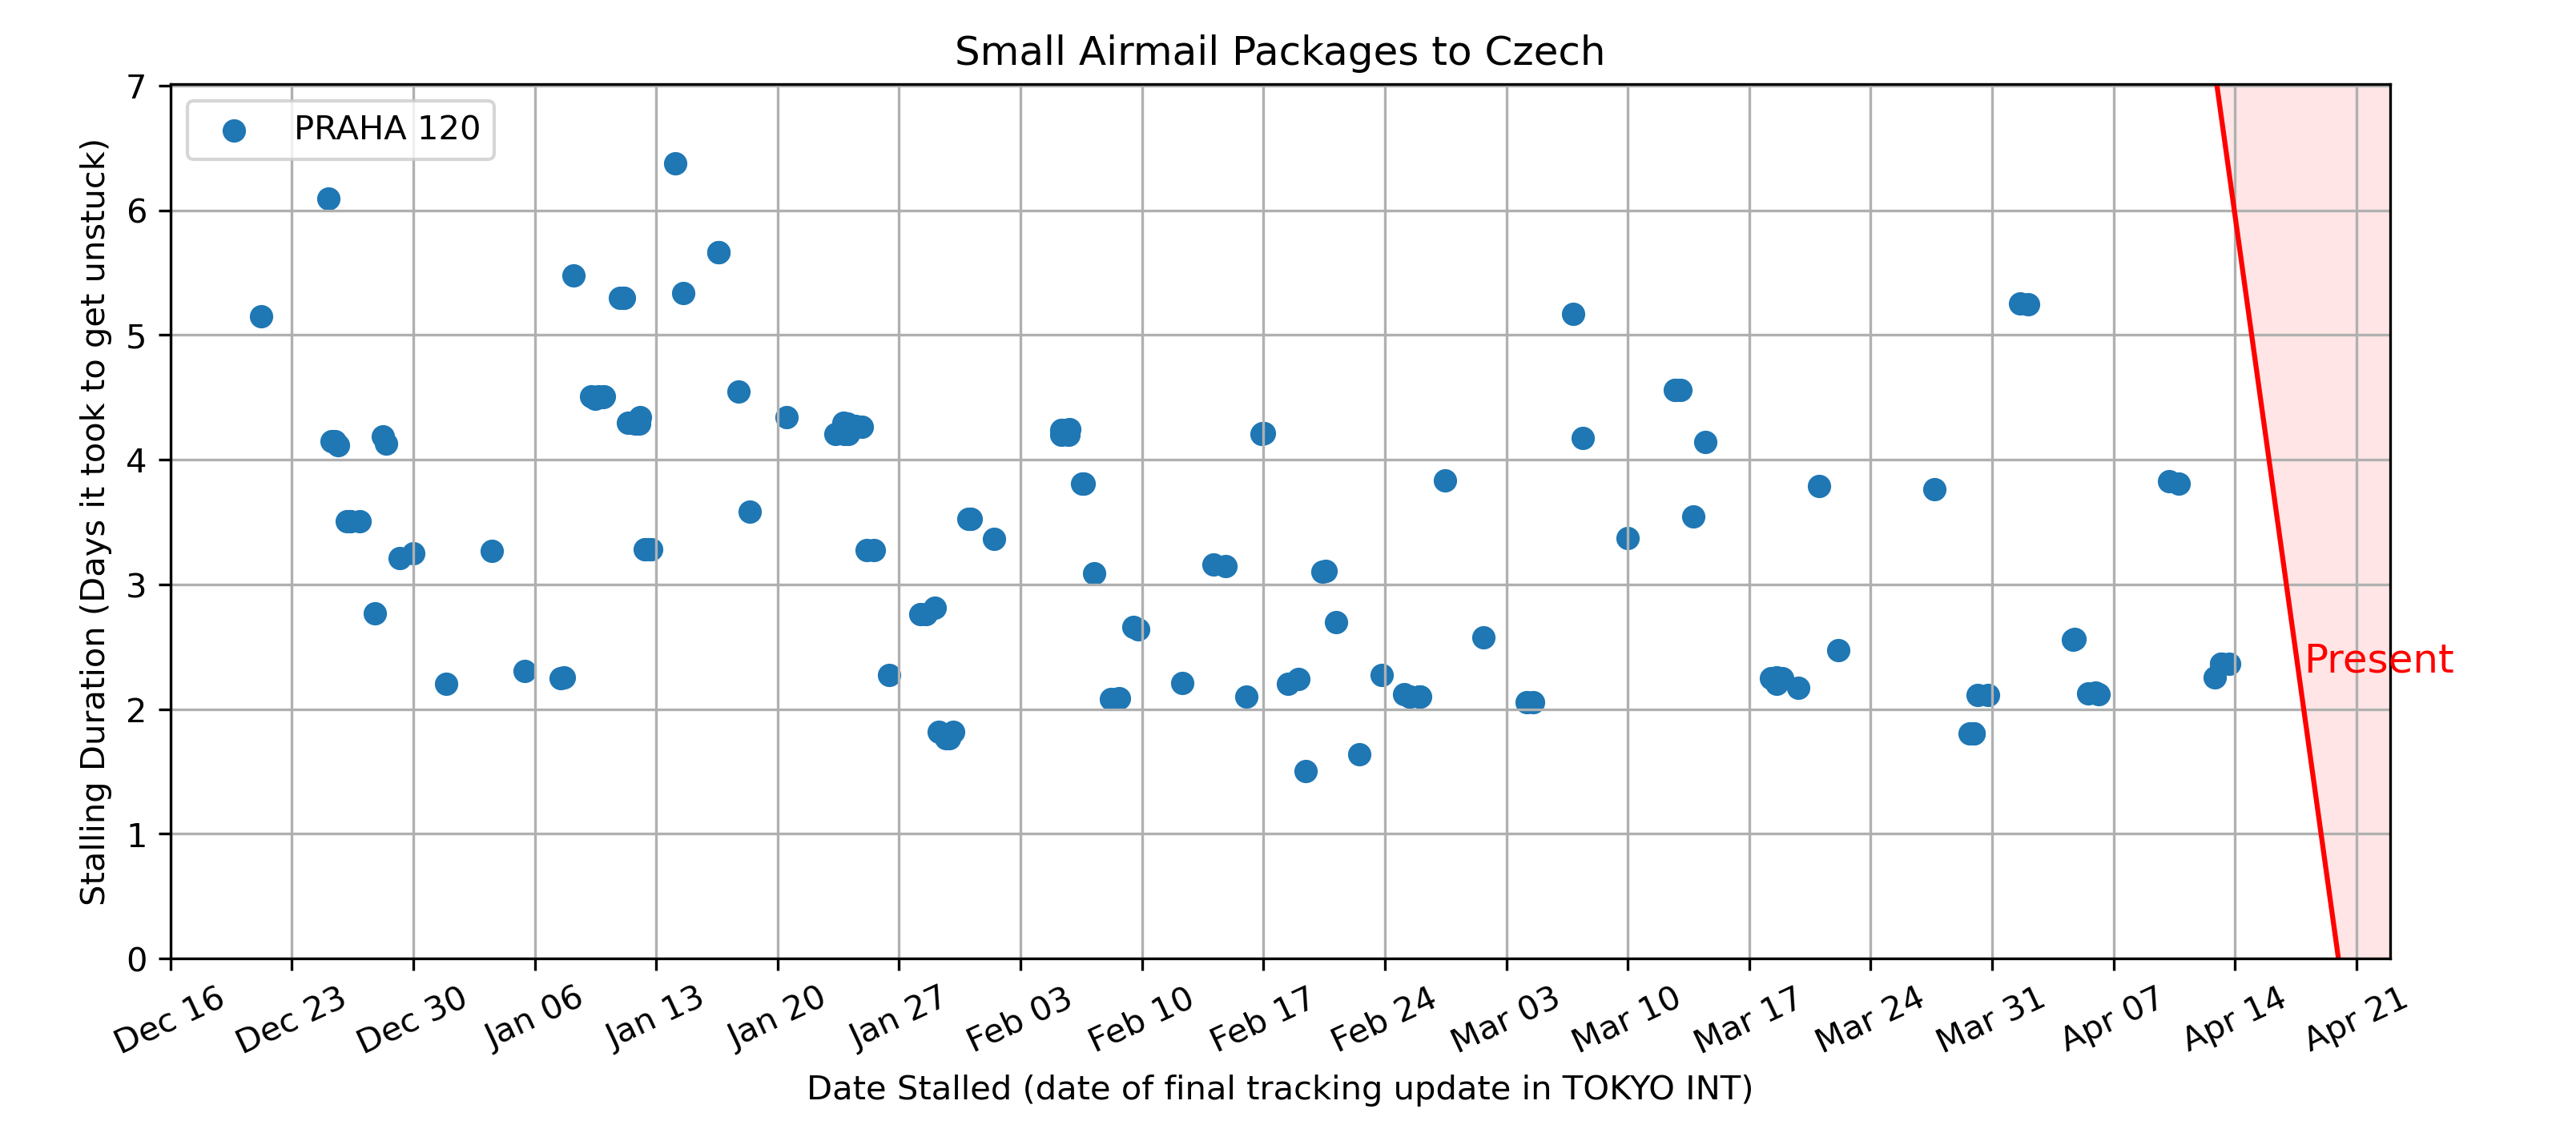 Small Airmail Packages to Czech
PRAHA 120
Stalling Duration (Days it took to get unstuck)
7
6
5
4
3
2
1
0
Present
Dec 16
Dec 23
Dec 30
Jan 06
Jan 13
Jan 20
Jan 27
Feb 03
Feb 10
Feb 17
Feb 24
Mar 03
Mar 10
Mar 17
Mar 24
Mar 31
Apr 07
Apr 14
Apr 21
Date Stalled (date of final tracking update in TOKYO INT)